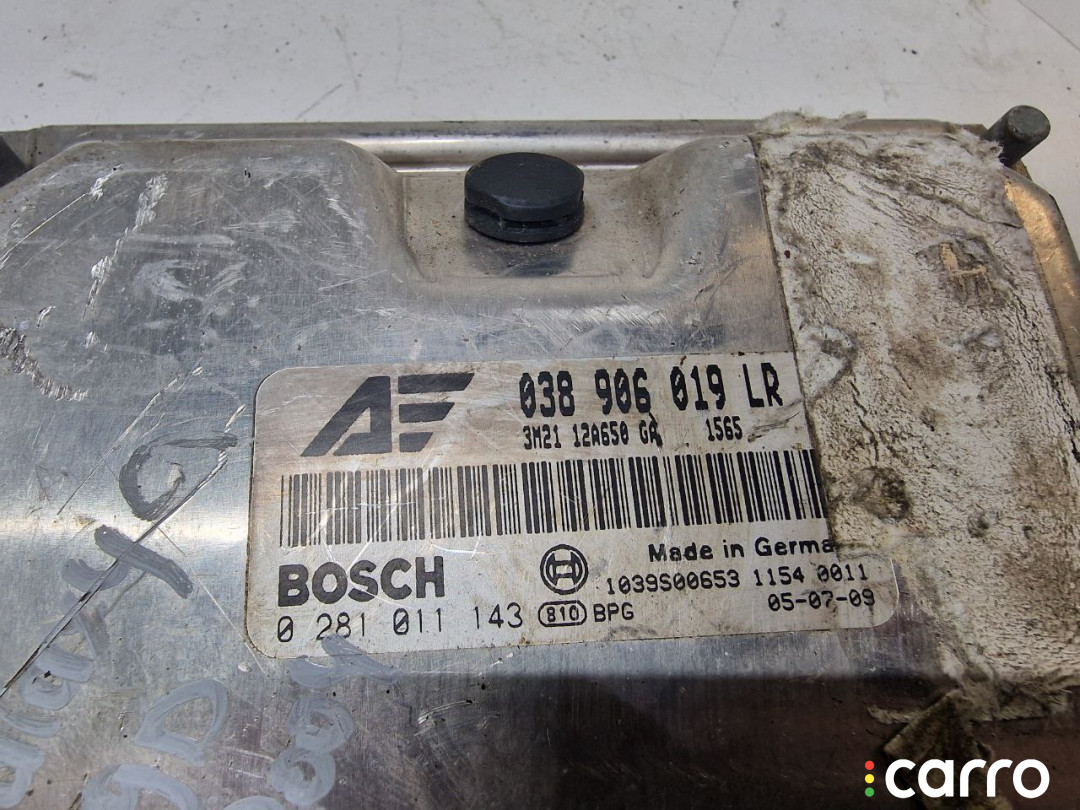 AF
038 906 019 LR
3M21 12A650 GA 1565
Made in Germa
BOSCH
1039S00653 1154 0011
0 281 011 143 810 BPG
05-07-09
carro